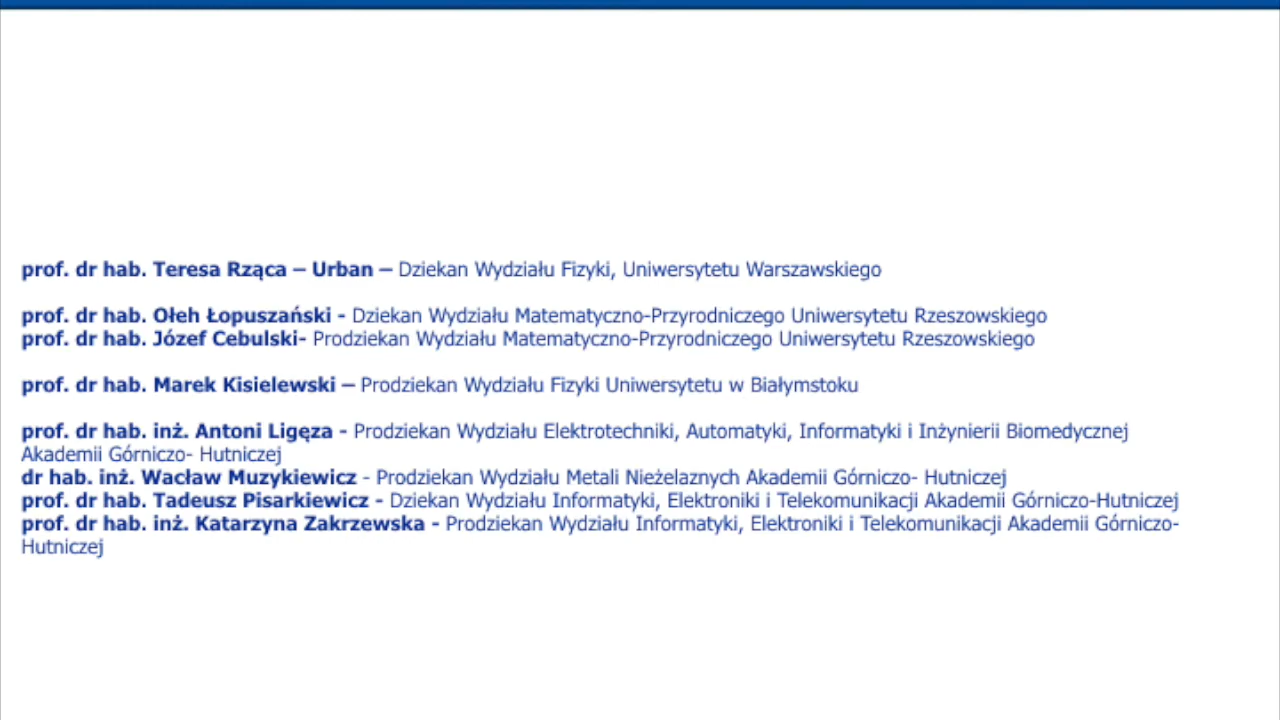 prof. dr hab. Teresa Rząca – Urban – Dziekan Wydziału Fizyki, Uniwersytetu Warszawskiego
prof. dr hab. Ołeh Łopuszański - Dziekan Wydziału Matematyczno-Przyrodniczego Uniwersytetu Rzeszowskiego
prof. dr hab. Józef Cebulski- Prodziekan Wydziału Matematyczno-Przyrodniczego Uniwersytetu Rzeszowskiego
prof. dr hab. Marek Kisielewski – Prodziekan Wydziału Fizyki Uniwersytetu w Białymstoku
prof. dr hab. inż. Antoni Ligęza - Prodziekan Wydziału Elektrotechniki, Automatyki, Informatyki i Inżynierii Biomedycznej
Akademii Górniczo- Hutniczej
dr hab. inż. Wacław Muzykiewicz - Prodziekan Wydziału Metali Nieżelaznych Akademii Górniczo- Hutniczej
prof. dr hab. Tadeusz Pisarkiewicz - Dziekan Wydziału Informatyki, Elektroniki i Telekomunikacji Akademii Górniczo-Hutniczej
prof. dr hab. inż. Katarzyna Zakrzewska - Prodziekan Wydziału Informatyki, Elektroniki i Telekomunikacji Akademii Górniczo-
Hutniczej